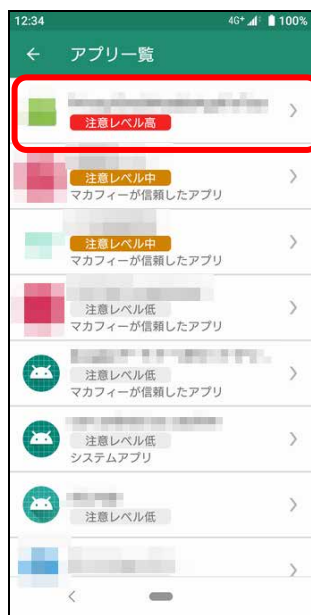 12:34 4G+ 100%
アプリ一覧
注意レベル高
注意レベル中
マカフィーが信頼したアプリ
注意レベル中
マカフィーが信頼したアプリ
注意レベル低
マカフィーが信頼したアプリ
注意レベル低
マカフィーが信頼したアプリ
注意レベル低
システムアプリ
注意レベル低